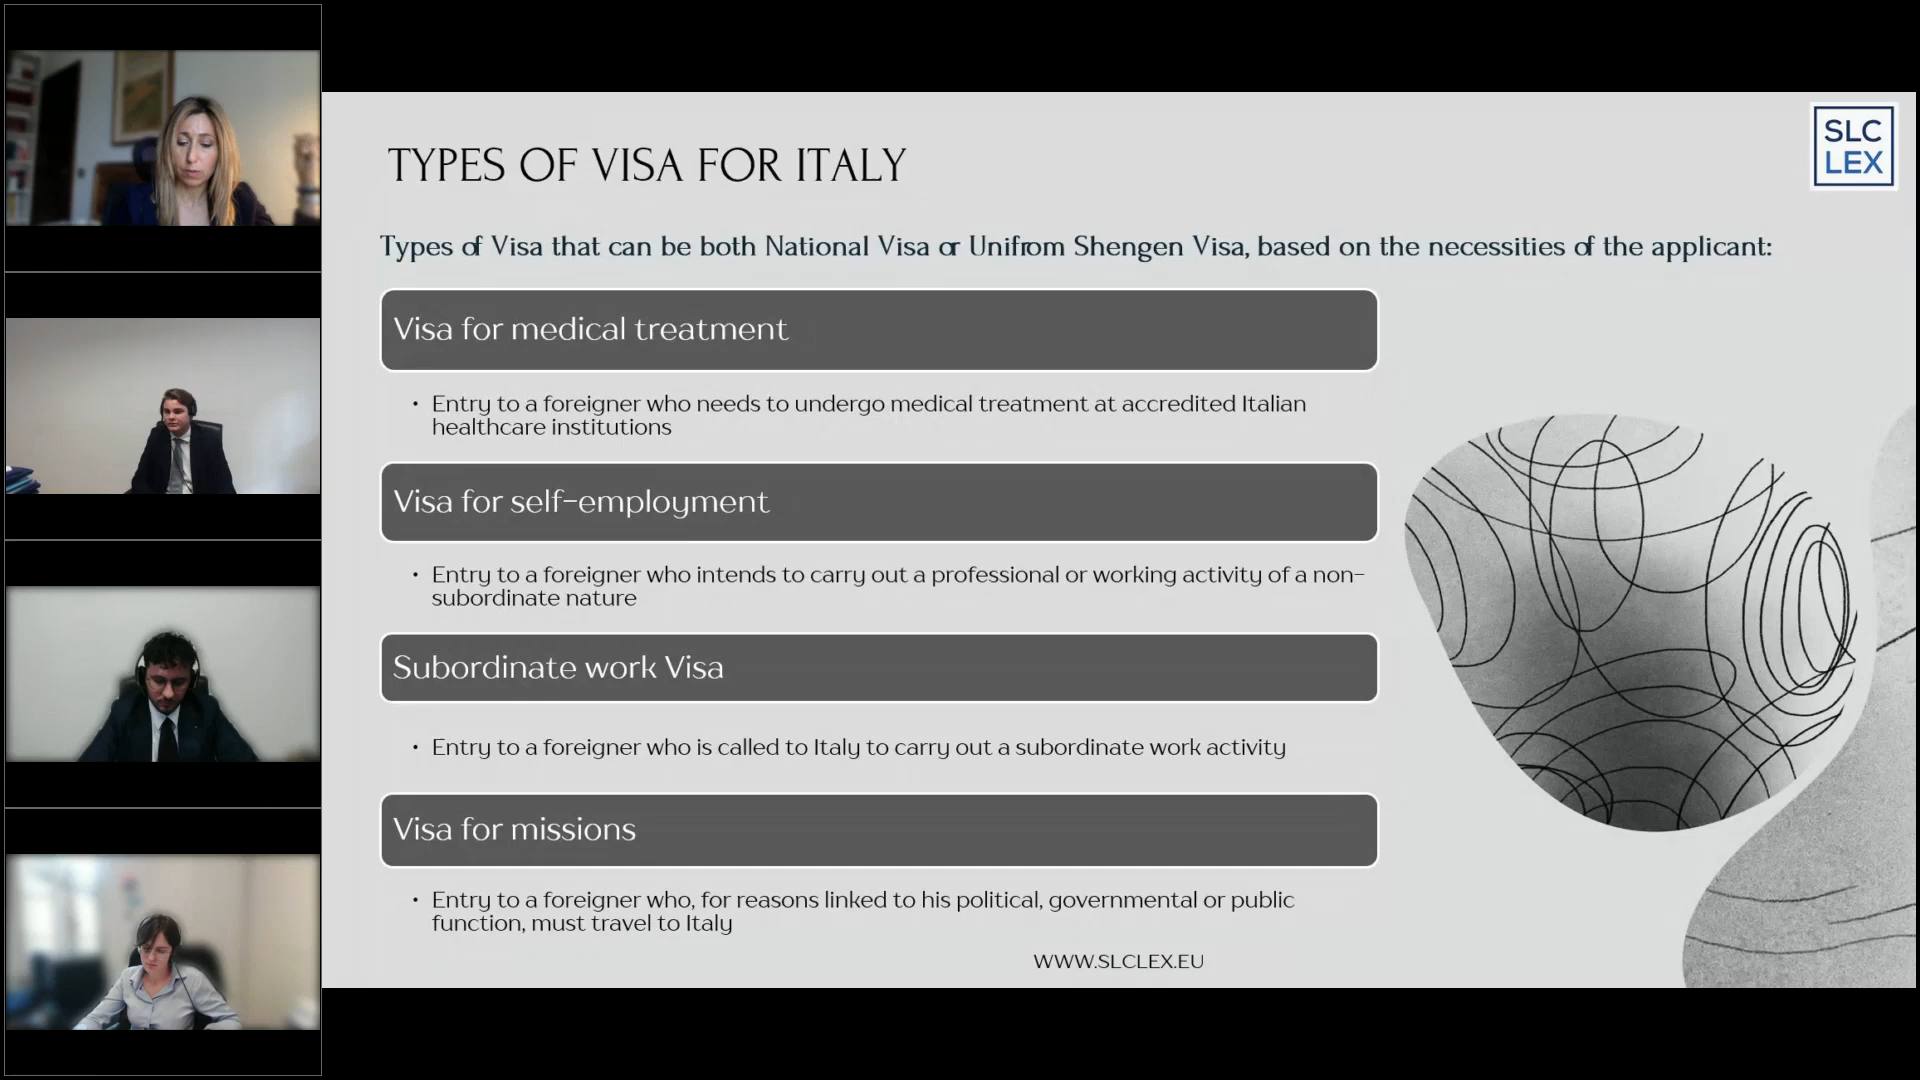 SLC
LEX
TYPES OF VISA FOR ITALY
Types of Visa that can be both National Visa or Unifrom Shengen Visa, based on the necessities of the applicant:
Visa for medical treatment
• Entry to a foreigner who needs to undergo medical treatment at accredited Italian
healthcare institutions
Visa for self-employment
• Entry to a foreigner who intends to carry out a professional or working activity of a non-
subordinate nature
Subordinate work Visa
• Entry to a foreigner who is called to Italy to carry out a subordinate work activity
Visa for missions
• Entry to a foreigner who, for reasons linked to his political, governmental or public
function, must travel to Italy
WWW.SLCLEX.EU